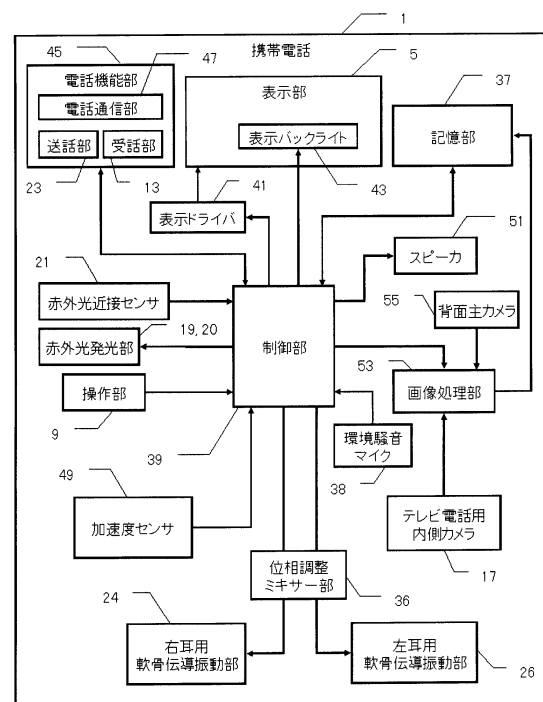 1
携帯電話
45
47
5
37
電話機能部
電話通信部
送話部
受話部
表示部
表示バックライト
記憶部
23
13
41
43
表示ドライバ
51
スピーカ
21
赤外光近接センサ
55
背面主カメラ
19, 20
赤外光発光部
制御部
53
画像処理部
操作部
9
39
環境騒音
マイク
38
49
加速度センサ
テレビ電話用
内側カメラ
17
位相調整
ミキサー部
36
24
右耳用
軟骨伝導振動部
左耳用
軟骨伝導振動部
26